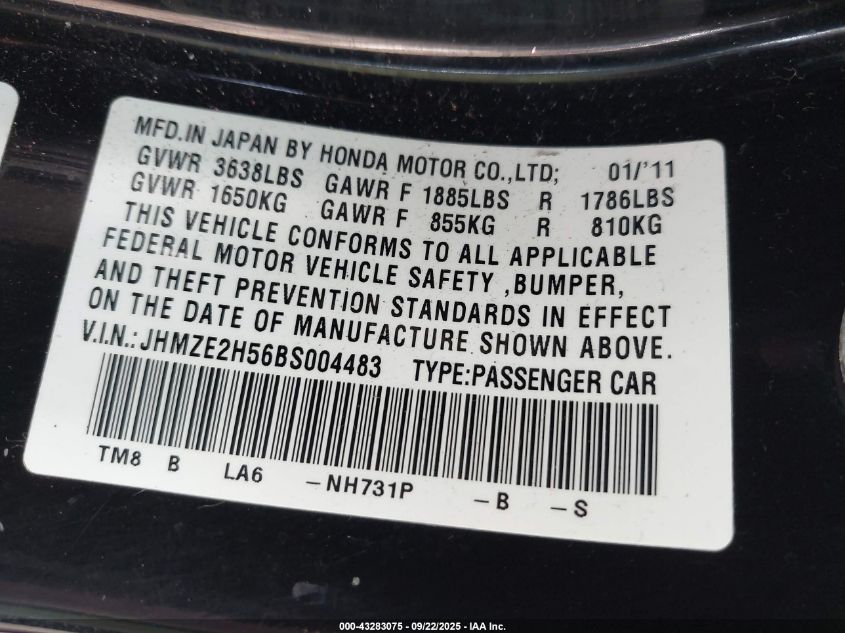 MFD.IN JAPAN BY HONDA MOTOR CO.,LTD; 01/'11
GVWR 3638LBS GAWR F 1885LBS R 1786LBS
GVWR 1650KG GAWR F 855KG R 810KG
THIS VEHICLE CONFORMS TO ALL APPLICABLE
FEDERAL MOTOR VEHICLE SAFETY ,BUMPER,
AND THEFT PREVENTION STANDARDS IN EFFECT
ON THE DATE OF MANUFACTURE SHOWN ABOVE.
V.I.N.: JHMZE2H56BS004483 TYPE:PASSENGER CAR
TM8 B LA6 -NH731P -B -S
000-43283075 - 09/22/2025 - IAA Inc.